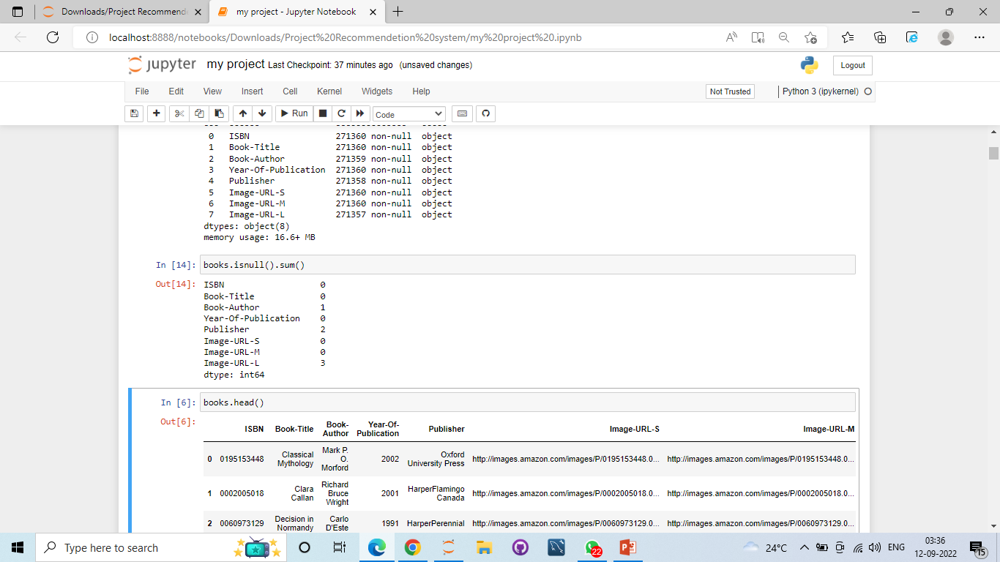 Downloads/Project Recommende
my project - Jupyter Notebook
localhost:8888/notebooks/Downloads/Project%20Recommendetion%20system/my%20project%20.ipynb
jupyter my project Last Checkpoint: 37 minutes ago (unsaved changes)
Logout
File Edit View Insert Cell Kernel Widgets Help
Not Trusted
Python 3 (ipykernel)
Run
Code
0 ISBN 271360 non-null object
1 Book-Title 271360 non-null object
2 Book-Author 271359 non-null object
3 Year-Of-Publication 271360 non-null object
4 Publisher 271358 non-null object
5 Image-URL-S 271360 non-null object
6 Image-URL-M 271360 non-null object
7 Image-URL-L 271357 non-null object
dtypes: object(8)
memory usage: 16.6+ MB
In [14]: books.isnull().sum()
Out[14]: ISBN 0
Book-Title 0
Book-Author 1
Year-Of-Publication 0
Publisher 2
Image-URL-S 0
Image-URL-M 0
Image-URL-L 3
dtype: int64
In [6]: books.head()
Out[6]:
ISBN Book-Title Book-Author Year-Of-Publication Publisher Image-URL-S Image-URL-M
0 0195153448 Classical Mythology Mark P. O. Morford 2002 Oxford University Press http://images.amazon.com/images/P/0195153448.0... http://images.amazon.com/images/P/0195153448.0...
1 0002005018 Clara Callan Richard Bruce Wright 2001 HarperFlamingo Canada http://images.amazon.com/images/P/0002005018.0... http://images.amazon.com/images/P/0002005018.0...
2 0060973129 Decision in Normandy Carlo D'Este 1991 HarperPerennial http://images.amazon.com/images/P/0060973129.0... http://images.amazon.com/images/P/0060973129.0...
Type here to search
22
24°C
ENG
03:36
12-09-2022
15